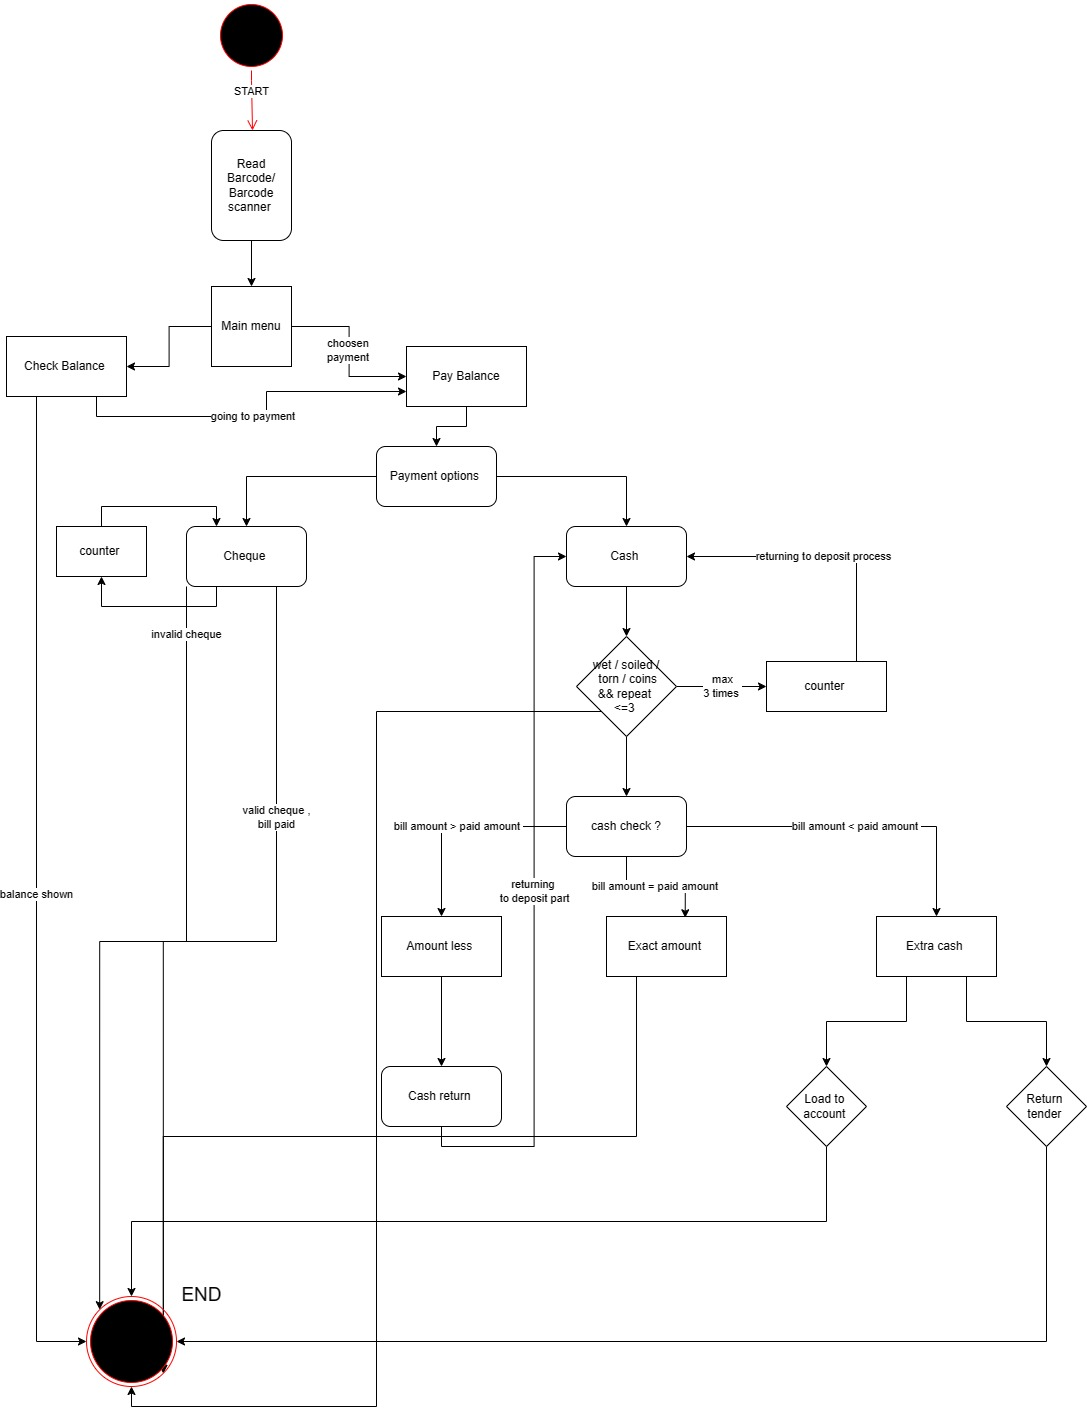 START
Read
Barcode/
Barcode
scanner
Main menu
choosen
payment
Check Balance
Pay Balance
going to payment
Payment options
counter
Cheque
Cash
returning to deposit process
invalid cheque
wet / soiled /
torn / coins
&& repeat
<=3
max
3 times
counter
valid cheque ,
bill paid
bill amount > paid amount
cash check ?
bill amount < paid amount
balance shown
returning
to deposit part
bill amount = paid amount
Amount less
Exact amount
Extra cash
Cash return
Load to
account
Return
tender
END